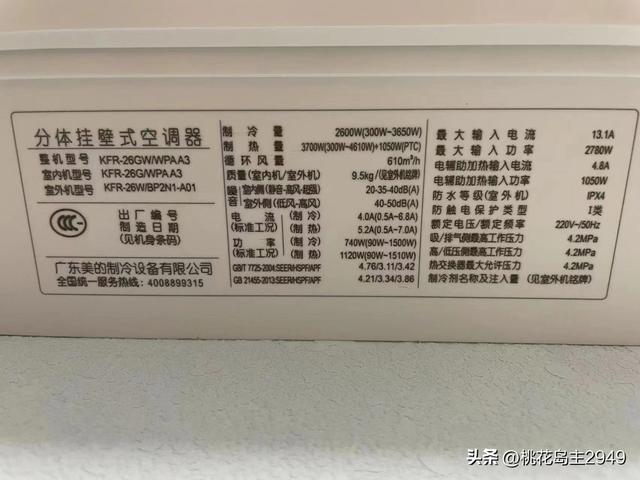 分体挂壁式空调器
整机型号 KFR-26GW/WPAA3
室内机型号 KFR-26G/WPAA3
室外机型号 KFR-26W/BP2N1-A01
CCC
出厂编号
制造日期
(见机身条码)
广东美的制冷设备有限公司
全国统一服务热线: 4008899315
制冷量 2600W(300W~3650W)
制热量 3700W(300W~4610W)+1050W(PTC)
循环风量 610m³/h
质量(室内机/室外机) 9.5kg/(见室外机铭牌)
噪音 室内侧(静音-高风-超强) 20-35-40dB(A)
室外侧(低风-高风) 40-50dB(A)
电流 (制冷) 4.0A(0.5A~6.8A)
(标准工况) (制热) 5.2A(0.5A~7.0A)
功率 (制冷) 740W(90W~1500W)
(标准工况) (制热) 1120W(90W~1510W)
GB/T 7725-2004:SEER/HSPF/APF 4.76/3.11/3.42
GB 21455-2013:SEER/HSPF/APF 4.21/3.34/3.86
最大输入电流 13.1A
最大输入功率 2780W
电辅助加热输入电流 4.8A
电辅助加热输入功率 1050W
防水等级(室外机) IPX4
防触电保护类型 I类
额定电压/额定频率 220V~/50Hz
吸/排气侧最高工作压力 4.2MPa
高/低压侧最高工作压力 4.2MPa
热交换器最大允许压力 4.2MPa
制冷剂名称及注入量 (见室外机铭牌)
头条 @桃花岛主2949